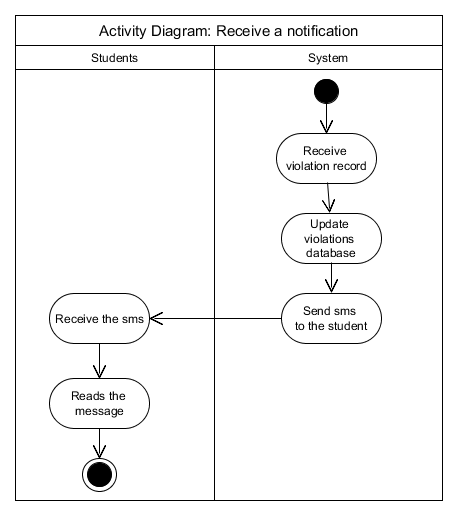 Activity Diagram: Receive a notification
Students
System
Receive
violation record
Update
violations
database
Send sms
to the student
Receive the sms
Reads the
message